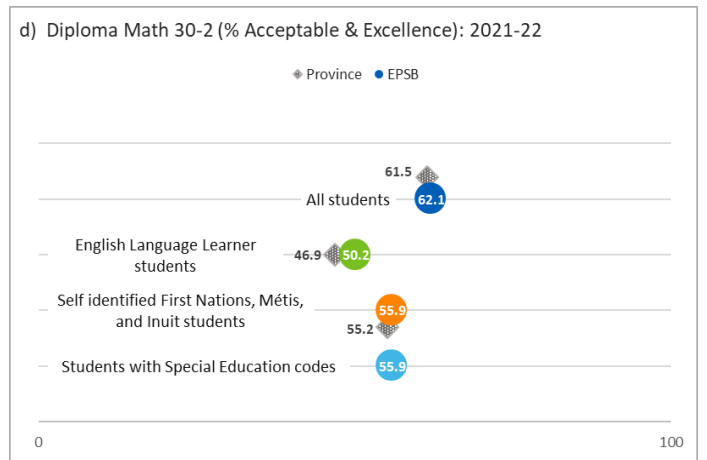 d) Diploma Math 30-2 (% Acceptable & Excellence): 2021-22
Province EPSB
61.5
All students 62.1
English Language Learner
students
46.9 50.2
Self identified First Nations, Métis,
and Inuit students
55.9
55.2
Students with Special Education codes 55.9
0 100